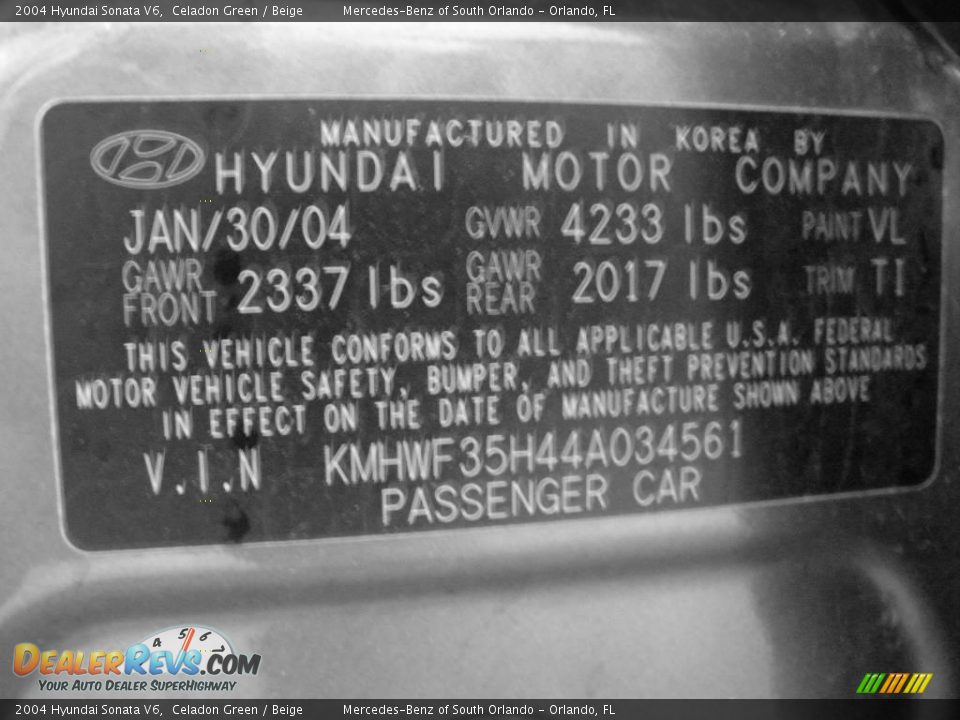 2004 Hyundai Sonata V6, Celadon Green / Beige Mercedes-Benz of South Orlando - Orlando, FL
MANUFACTURED IN KOREA BY
HYUNDAI MOTOR COMPANY
JAN/30/04 GVWR 4233 lbs PAINT VL
GAWR FRONT 2337 lbs GAWR REAR 2017 lbs TRIM TI
THIS VEHICLE CONFORMS TO ALL APPLICABLE U.S.A. FEDERAL
MOTOR VEHICLE SAFETY, BUMPER, AND THEFT PREVENTION STANDARDS
IN EFFECT ON THE DATE OF MANUFACTURE SHOWN ABOVE
V.I.N KMHWF35H44A034561
PASSENGER CAR
4 5 6
DEALERREVS.COM
YOUR AUTO DEALER SUPERHIGHWAY
2004 Hyundai Sonata V6, Celadon Green / Beige Mercedes-Benz of South Orlando - Orlando, FL